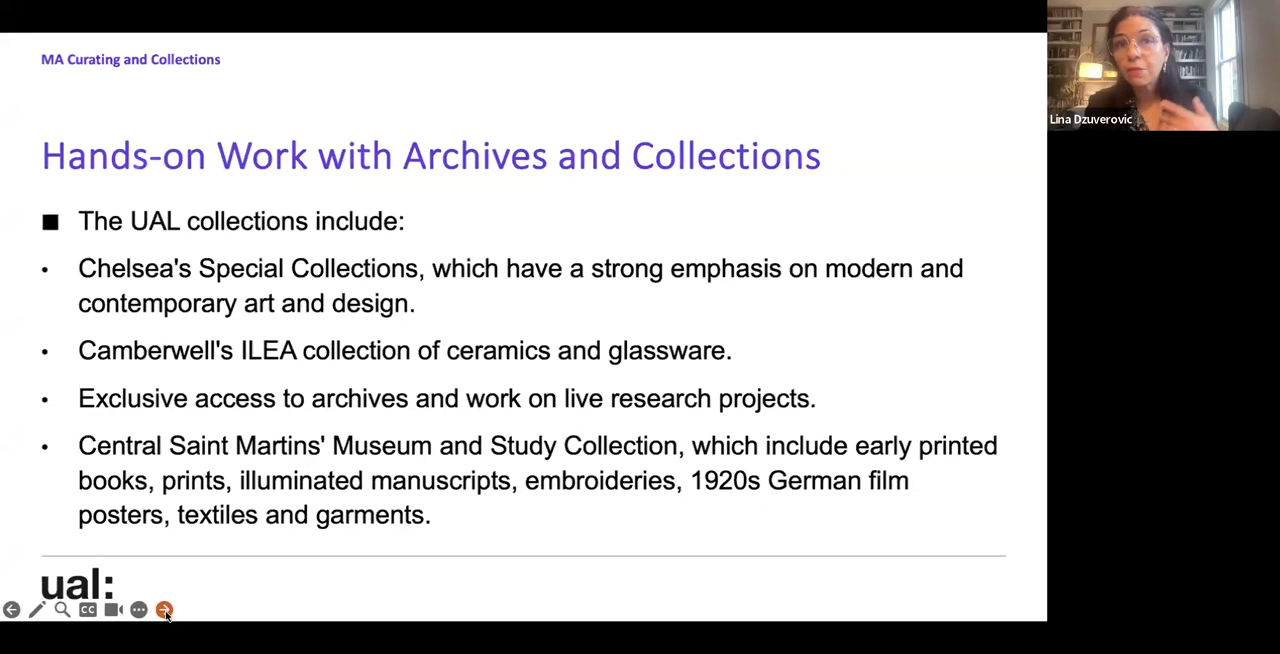 MA Curating and Collections
Lina Dzuverovic
Hands-on Work with Archives and Collections
■ The UAL collections include:
• Chelsea's Special Collections, which have a strong emphasis on modern and
contemporary art and design.
• Camberwell's ILEA collection of ceramics and glassware.
• Exclusive access to archives and work on live research projects.
• Central Saint Martins' Museum and Study Collection, which include early printed
books, prints, illuminated manuscripts, embroideries, 1920s German film
posters, textiles and garments.
ual:
CC